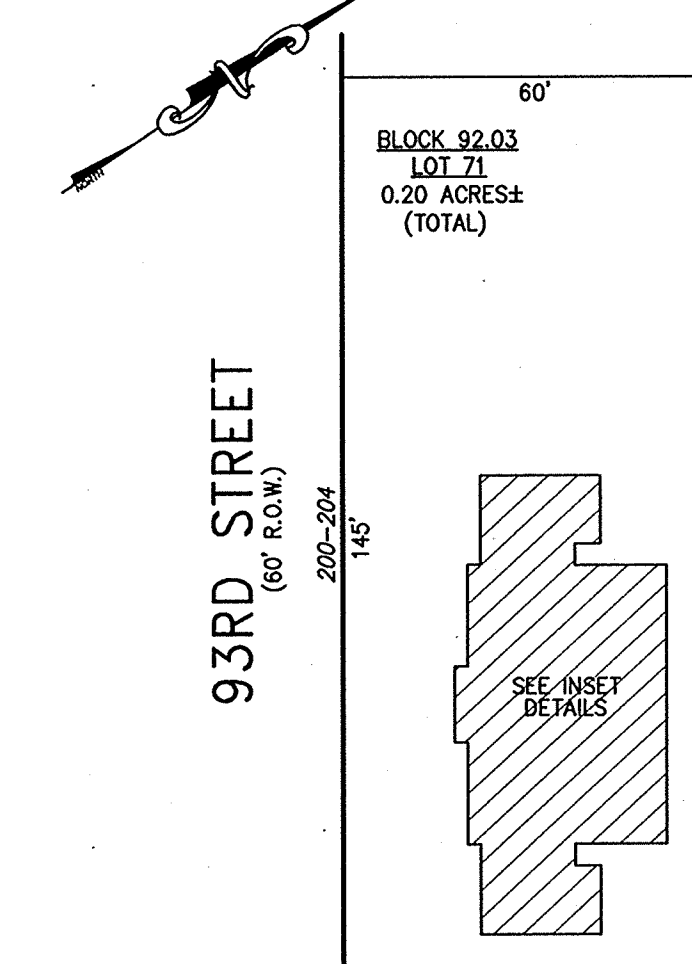 NORTH
60'
BLOCK 92.03
LOT 71
0.20 ACRES±
(TOTAL)
93RD STREET
(60' R.O.W.)
200-204
145'
SEE INSET
DETAILS